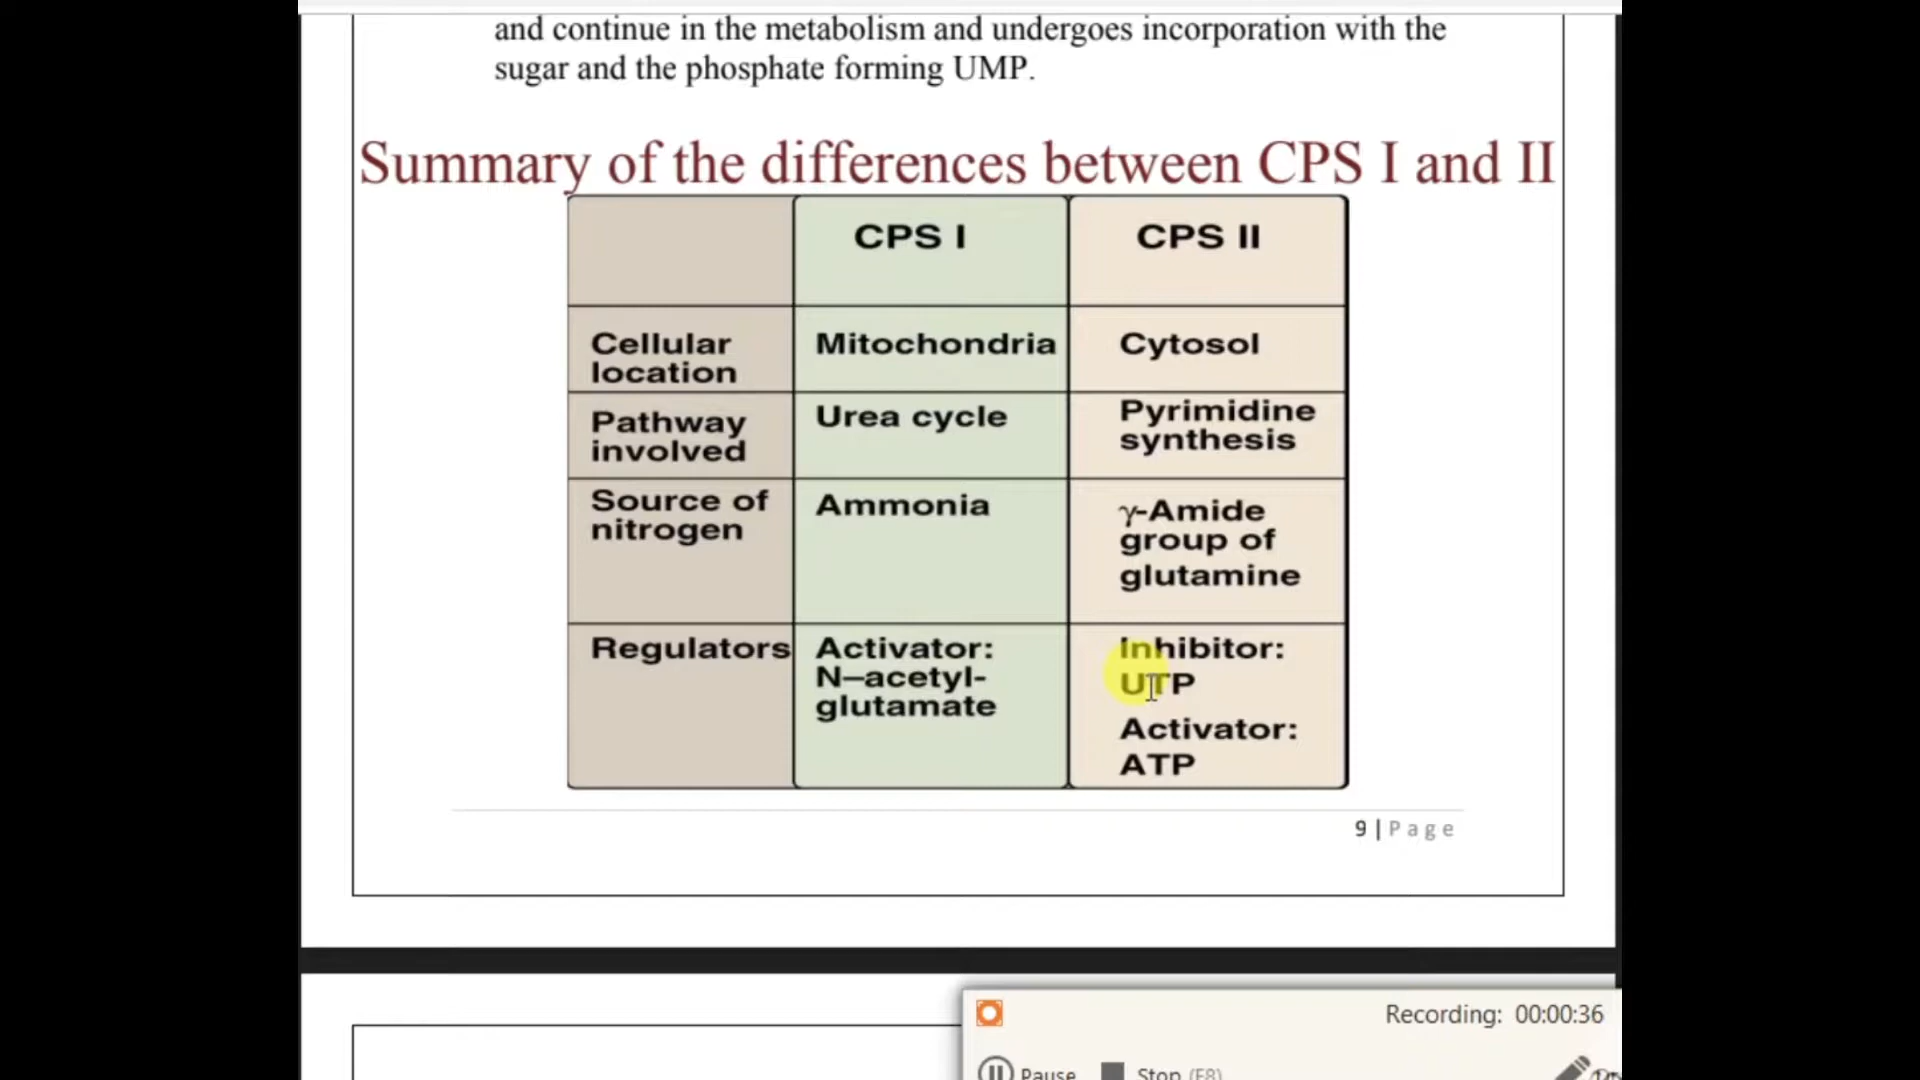 and continue in the metabolism and undergoes incorporation with the
sugar and the phosphate forming UMP.
Summary of the differences between CPS I and II
CPS I
CPS II
Cellular
location
Mitochondria
Cytosol
Pathway
involved
Urea cycle
Pyrimidine
synthesis
Source of
nitrogen
Ammonia
γ-Amide
group of
glutamine
Regulators
Activator:
N–acetyl-
glutamate
Inhibitor:
UTP
Activator:
ATP
9 | Page
Recording: 00:00:36
Pause
Stop (F8)